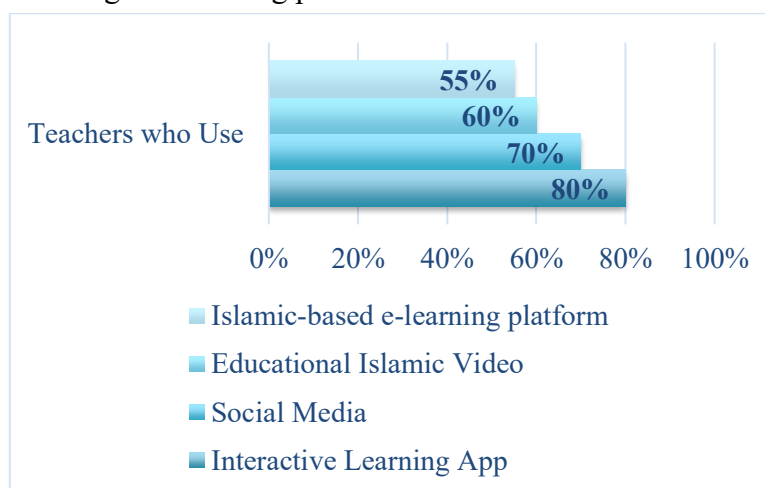 55%
60%
Teachers who Use
70%
80%
0% 20% 40% 60% 80% 100%
Islamic-based e-learning platform
Educational Islamic Video
Social Media
Interactive Learning App